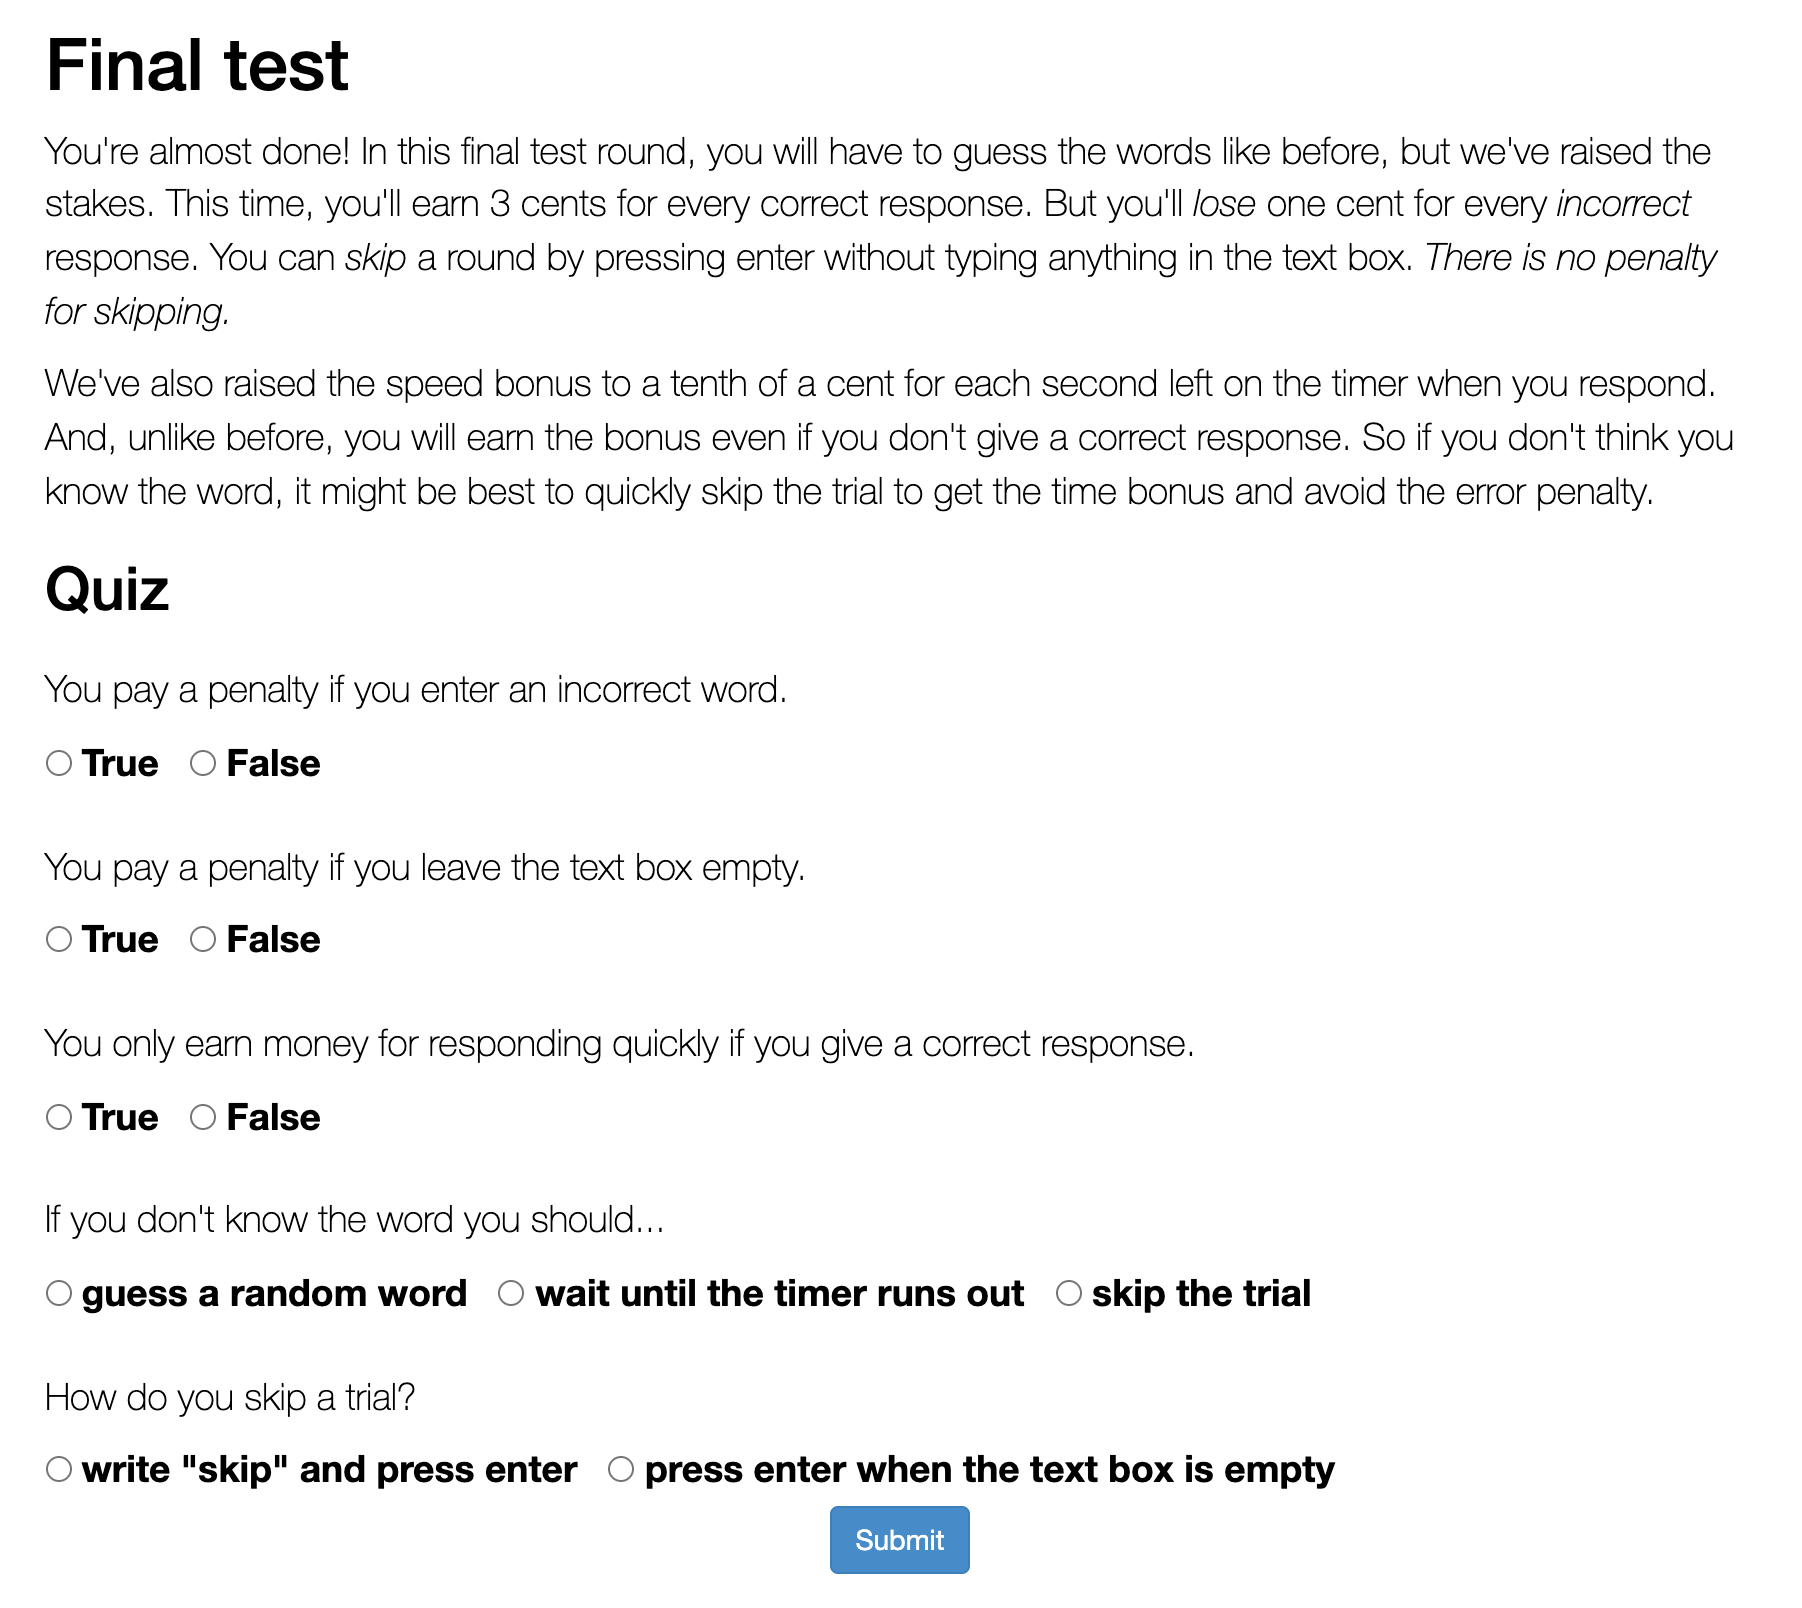 Final test
You're almost done! In this final test round, you will have to guess the words like before, but we've raised the
stakes. This time, you'll earn 3 cents for every correct response. But you'll lose one cent for every incorrect
response. You can skip a round by pressing enter without typing anything in the text box. There is no penalty
for skipping.
We've also raised the speed bonus to a tenth of a cent for each second left on the timer when you respond.
And, unlike before, you will earn the bonus even if you don't give a correct response. So if you don't think you
know the word, it might be best to quickly skip the trial to get the time bonus and avoid the error penalty.
Quiz
You pay a penalty if you enter an incorrect word.
True False
You pay a penalty if you leave the text box empty.
True False
You only earn money for responding quickly if you give a correct response.
True False
If you don't know the word you should...
guess a random word wait until the timer runs out skip the trial
How do you skip a trial?
write "skip" and press enter press enter when the text box is empty
Submit